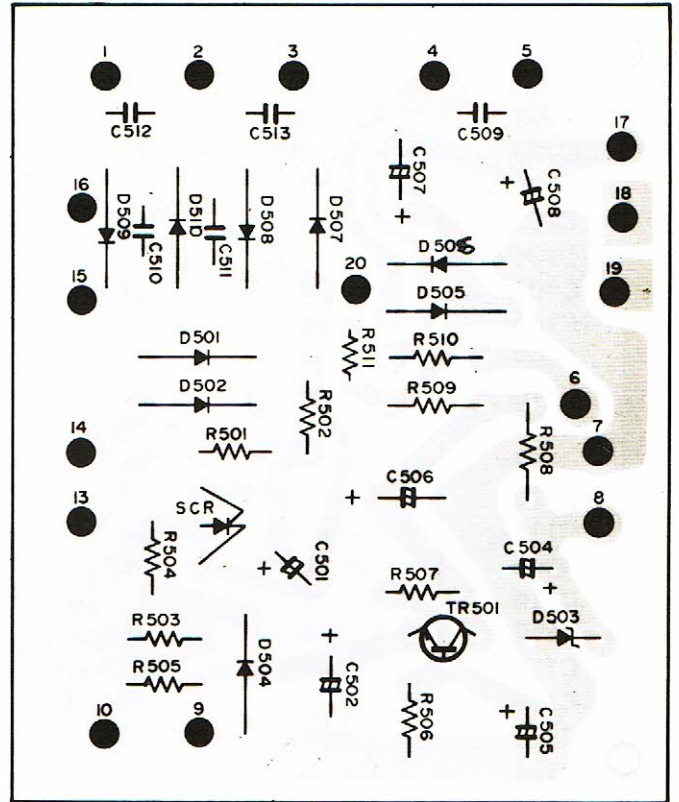 1 2 3 4 5
C512 C513 C509
17
16
D509
C510
D510
C511
D508
D507
C507
+
+
C508
18
15
20
D509
6
19
D505
D501
R511
R510
D502
R502
R509
6
14
R501
R508
7
13
SCR
+
C506
8
R504
+
C501
R507
C504
+
TR501
D503
R503
R505
D504
+
C502
R506
+
C505
10 9